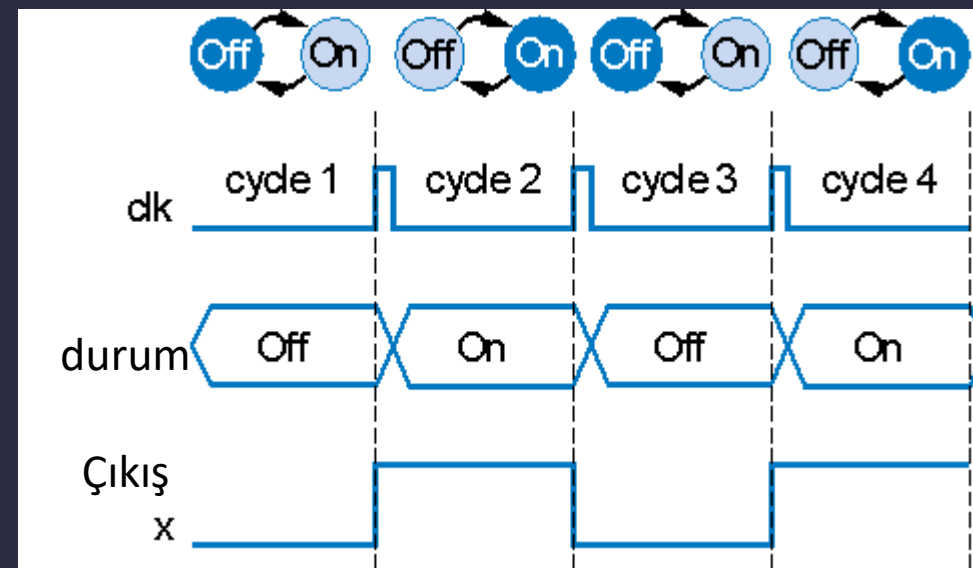 Off On Off On Off On Off On
cycle 1 cycle 2 cycle 3 cycle 4
clk
durum Off On Off On
Çıkış
x